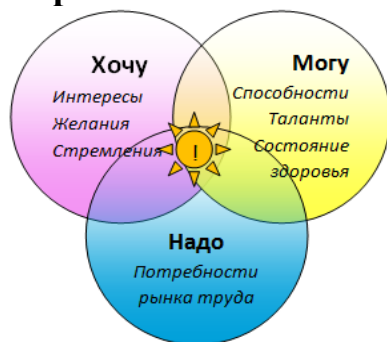 Хочу
Интересы
Желания
Стремления
Могу
Способности
Таланты
Состояние
здоровья
!
Надо
Потребности
рынка труда